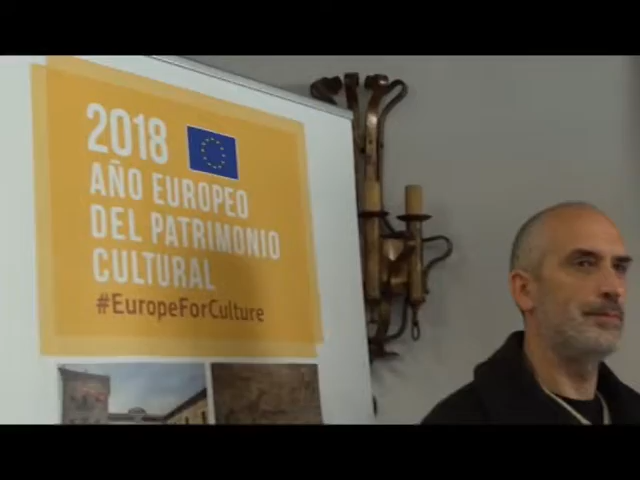 2018
AÑO EUROPEO
DEL PATRIMONIO
CULTURAL
#EuropeForCulture